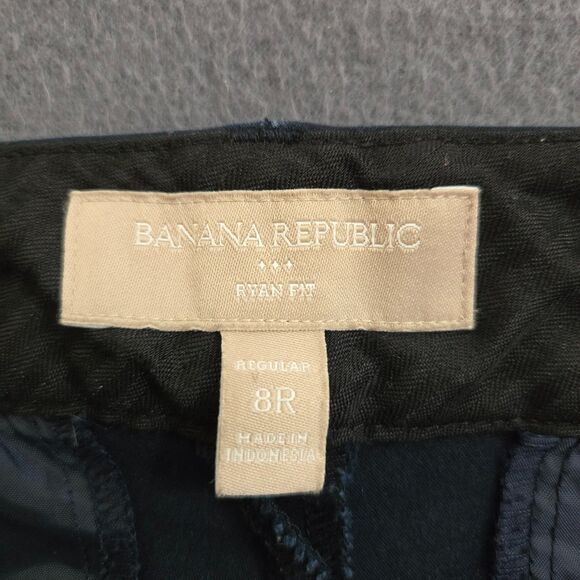 BANANA REPUBLIC
RYAN FIT
REGULAR
8R
MADE IN
INDONESIA